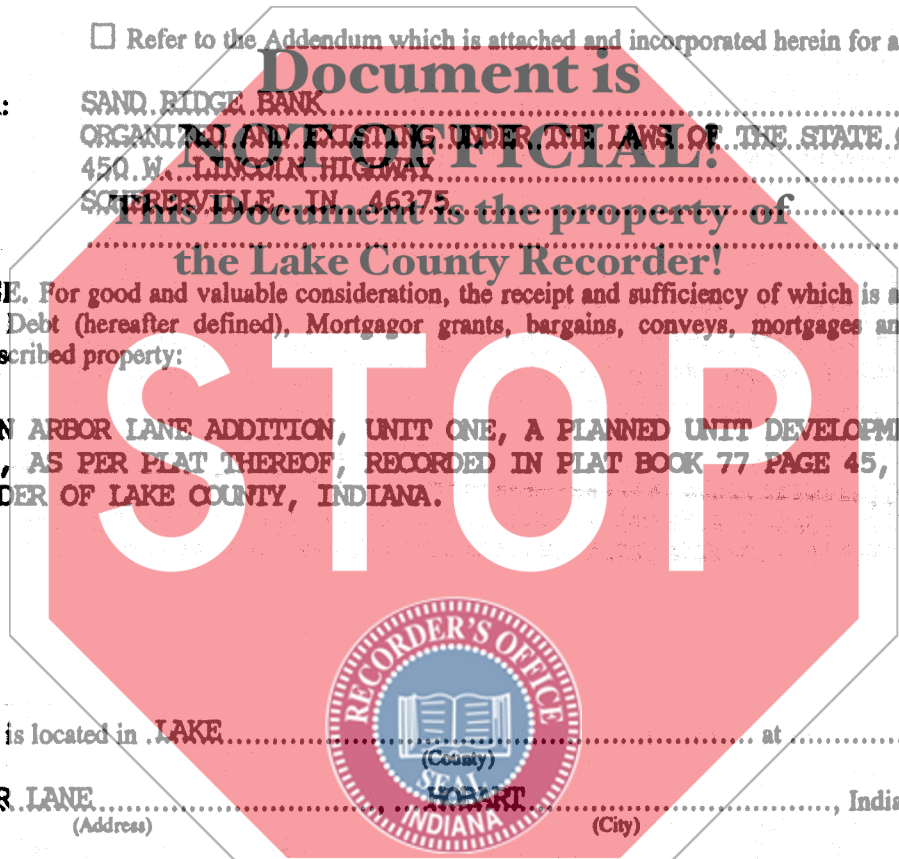 ☐ Refer to the Addendum which is attached and incorporated herein for a
Document is
SAND RIDGE BANK
NOT OFFICIAL!
ORGANIZED AND EXISTING UNDER THE LAWS OF THE STATE
450 W. LINCOLN HIGHWAY
SCHERERVILLE, IN 46375
This Document is the property of
the Lake County Recorder!
E. For good and valuable consideration, the receipt and sufficiency of which is a
Debt (hereafter defined), Mortgagor grants, bargains, conveys, mortgages an
scribed property:
STOP
N ARBOR LANE ADDITION, UNIT ONE, A PLANNED UNIT DEVELOPM
, AS PER PLAT THEREOF, RECORDED IN PLAT BOOK 77 PAGE 45,
DER OF LAKE COUNTY, INDIANA.
RECORDER'S OFFICE
is located in LAKE at
(County)
SEAL
R LANE, HOBART, India
INDIANA
(Address) (City)